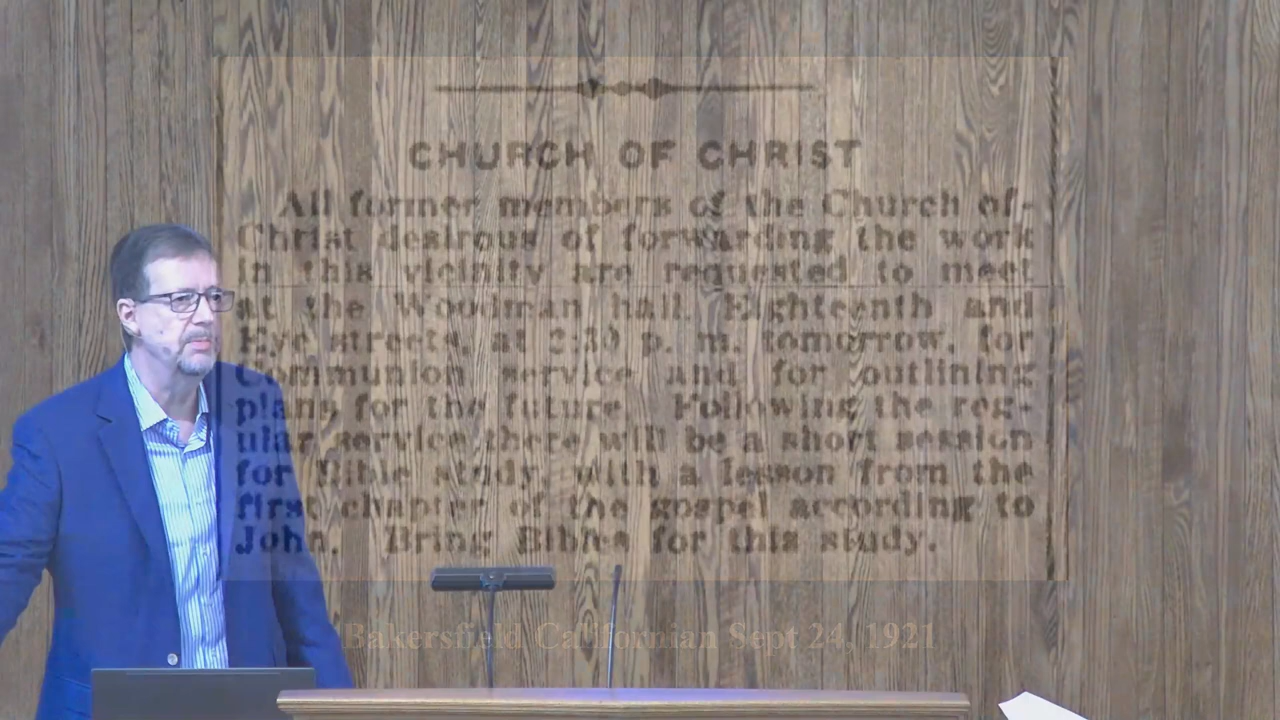 CHURCH OF CHRIST
All former members of the Church of
Christ desirous of forwarding the work
in this vicinity are requested to meet
at the Woodman hall, Eighteenth and
Eye streets, at 2:30 p. m. tomorrow, for
Communion service and for outlining
plans for the future. Following the reg-
ular service there will be a short session
for Bible study, with a lesson from the
first chapter of the gospel according to
John. Bring Bibles for this study.
Bakersfield Californian Sept 24, 1921